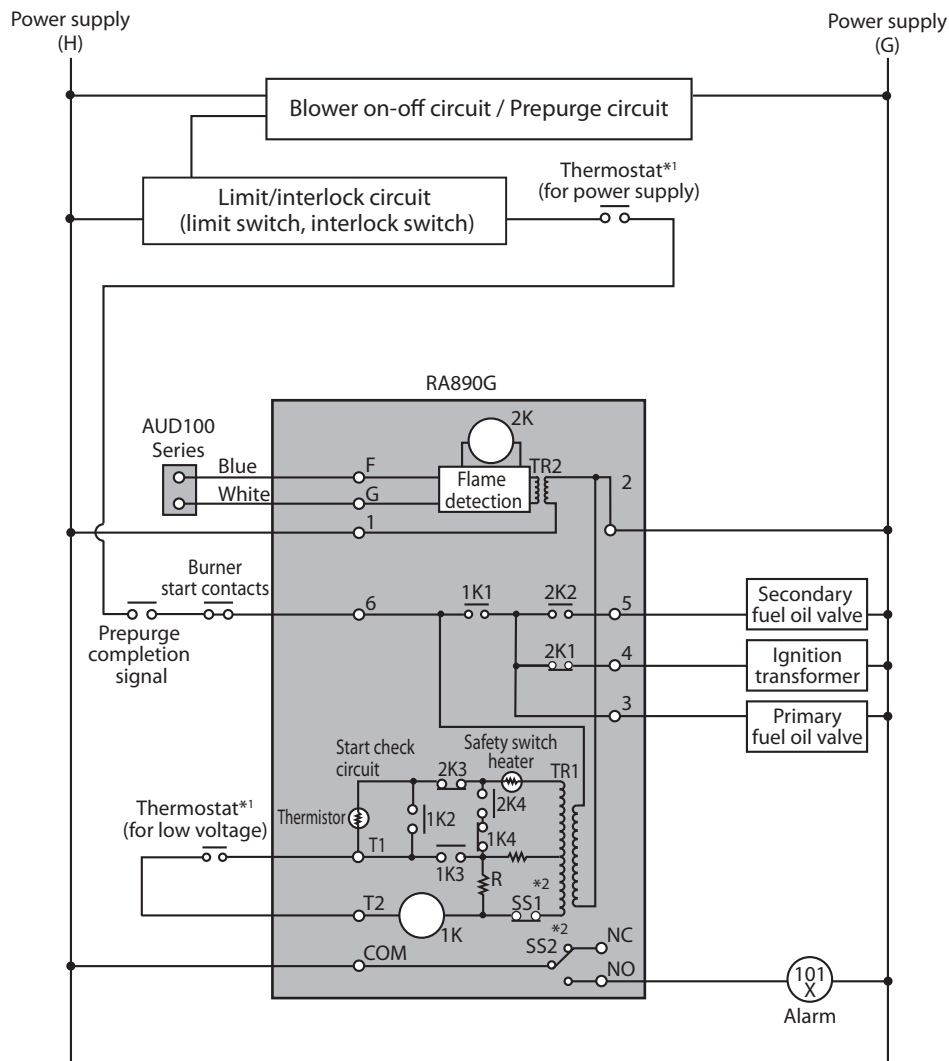 Power supply
(H)
Power supply
(G)
Blower on-off circuit / Prepurge circuit
Thermostat*1
(for power supply)
Limit/interlock circuit
(limit switch, interlock switch)
RA890G
AUD100
Series
Blue
White
F
G
1
2K
Flame
detection
TR2
2
Burner
start contacts
Prepurge
completion
signal
6
1K1
2K2
5
Secondary
fuel oil valve
2K1
4
Ignition
transformer
3
Primary
fuel oil valve
Start check
circuit
Safety switch
heater
2K3
TR1
2K4
Thermistor
1K2
1K4
Thermostat*1
(for low voltage)
T1
1K3
R
*2
SS1
T2
1K
*2
SS2
NC
COM
NO
101
X
Alarm